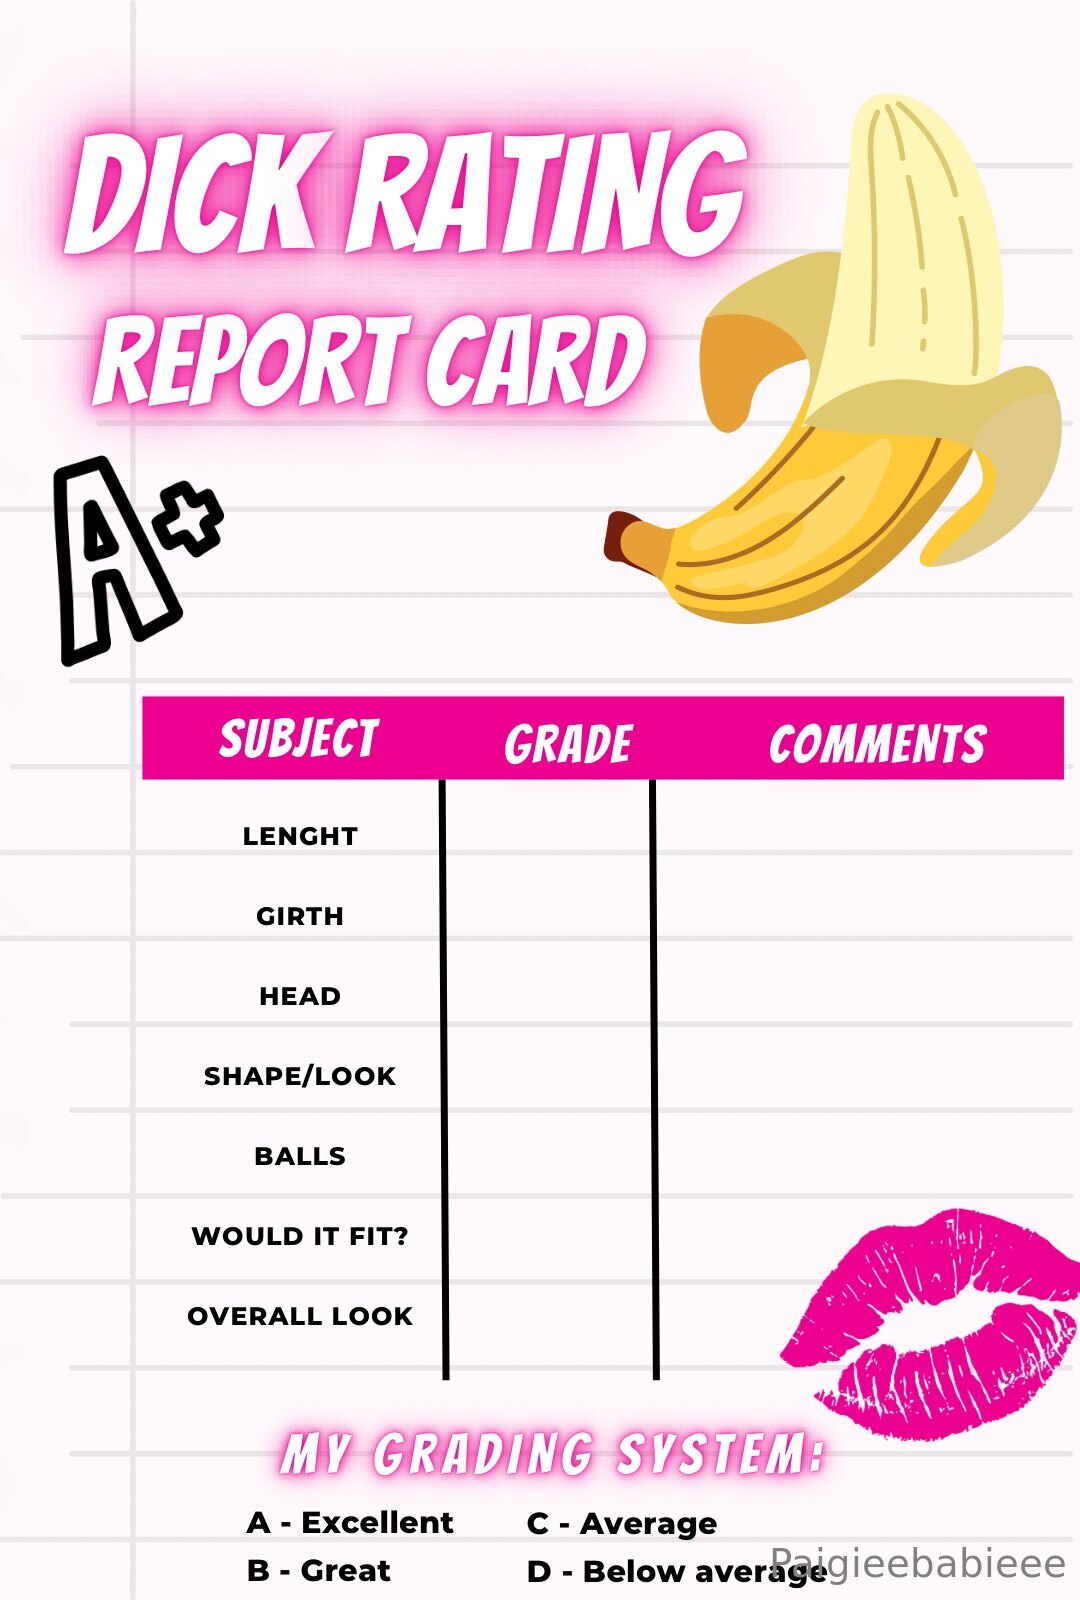 DICK RATING
REPORT CARD
A+
SUBJECT GRADE COMMENTS
LENGHT
GIRTH
HEAD
SHAPE/LOOK
BALLS
WOULD IT FIT?
OVERALL LOOK
MY GRADING SYSTEM:
A - Excellent C - Average
B - Great D - Below average
Paigieebabieee